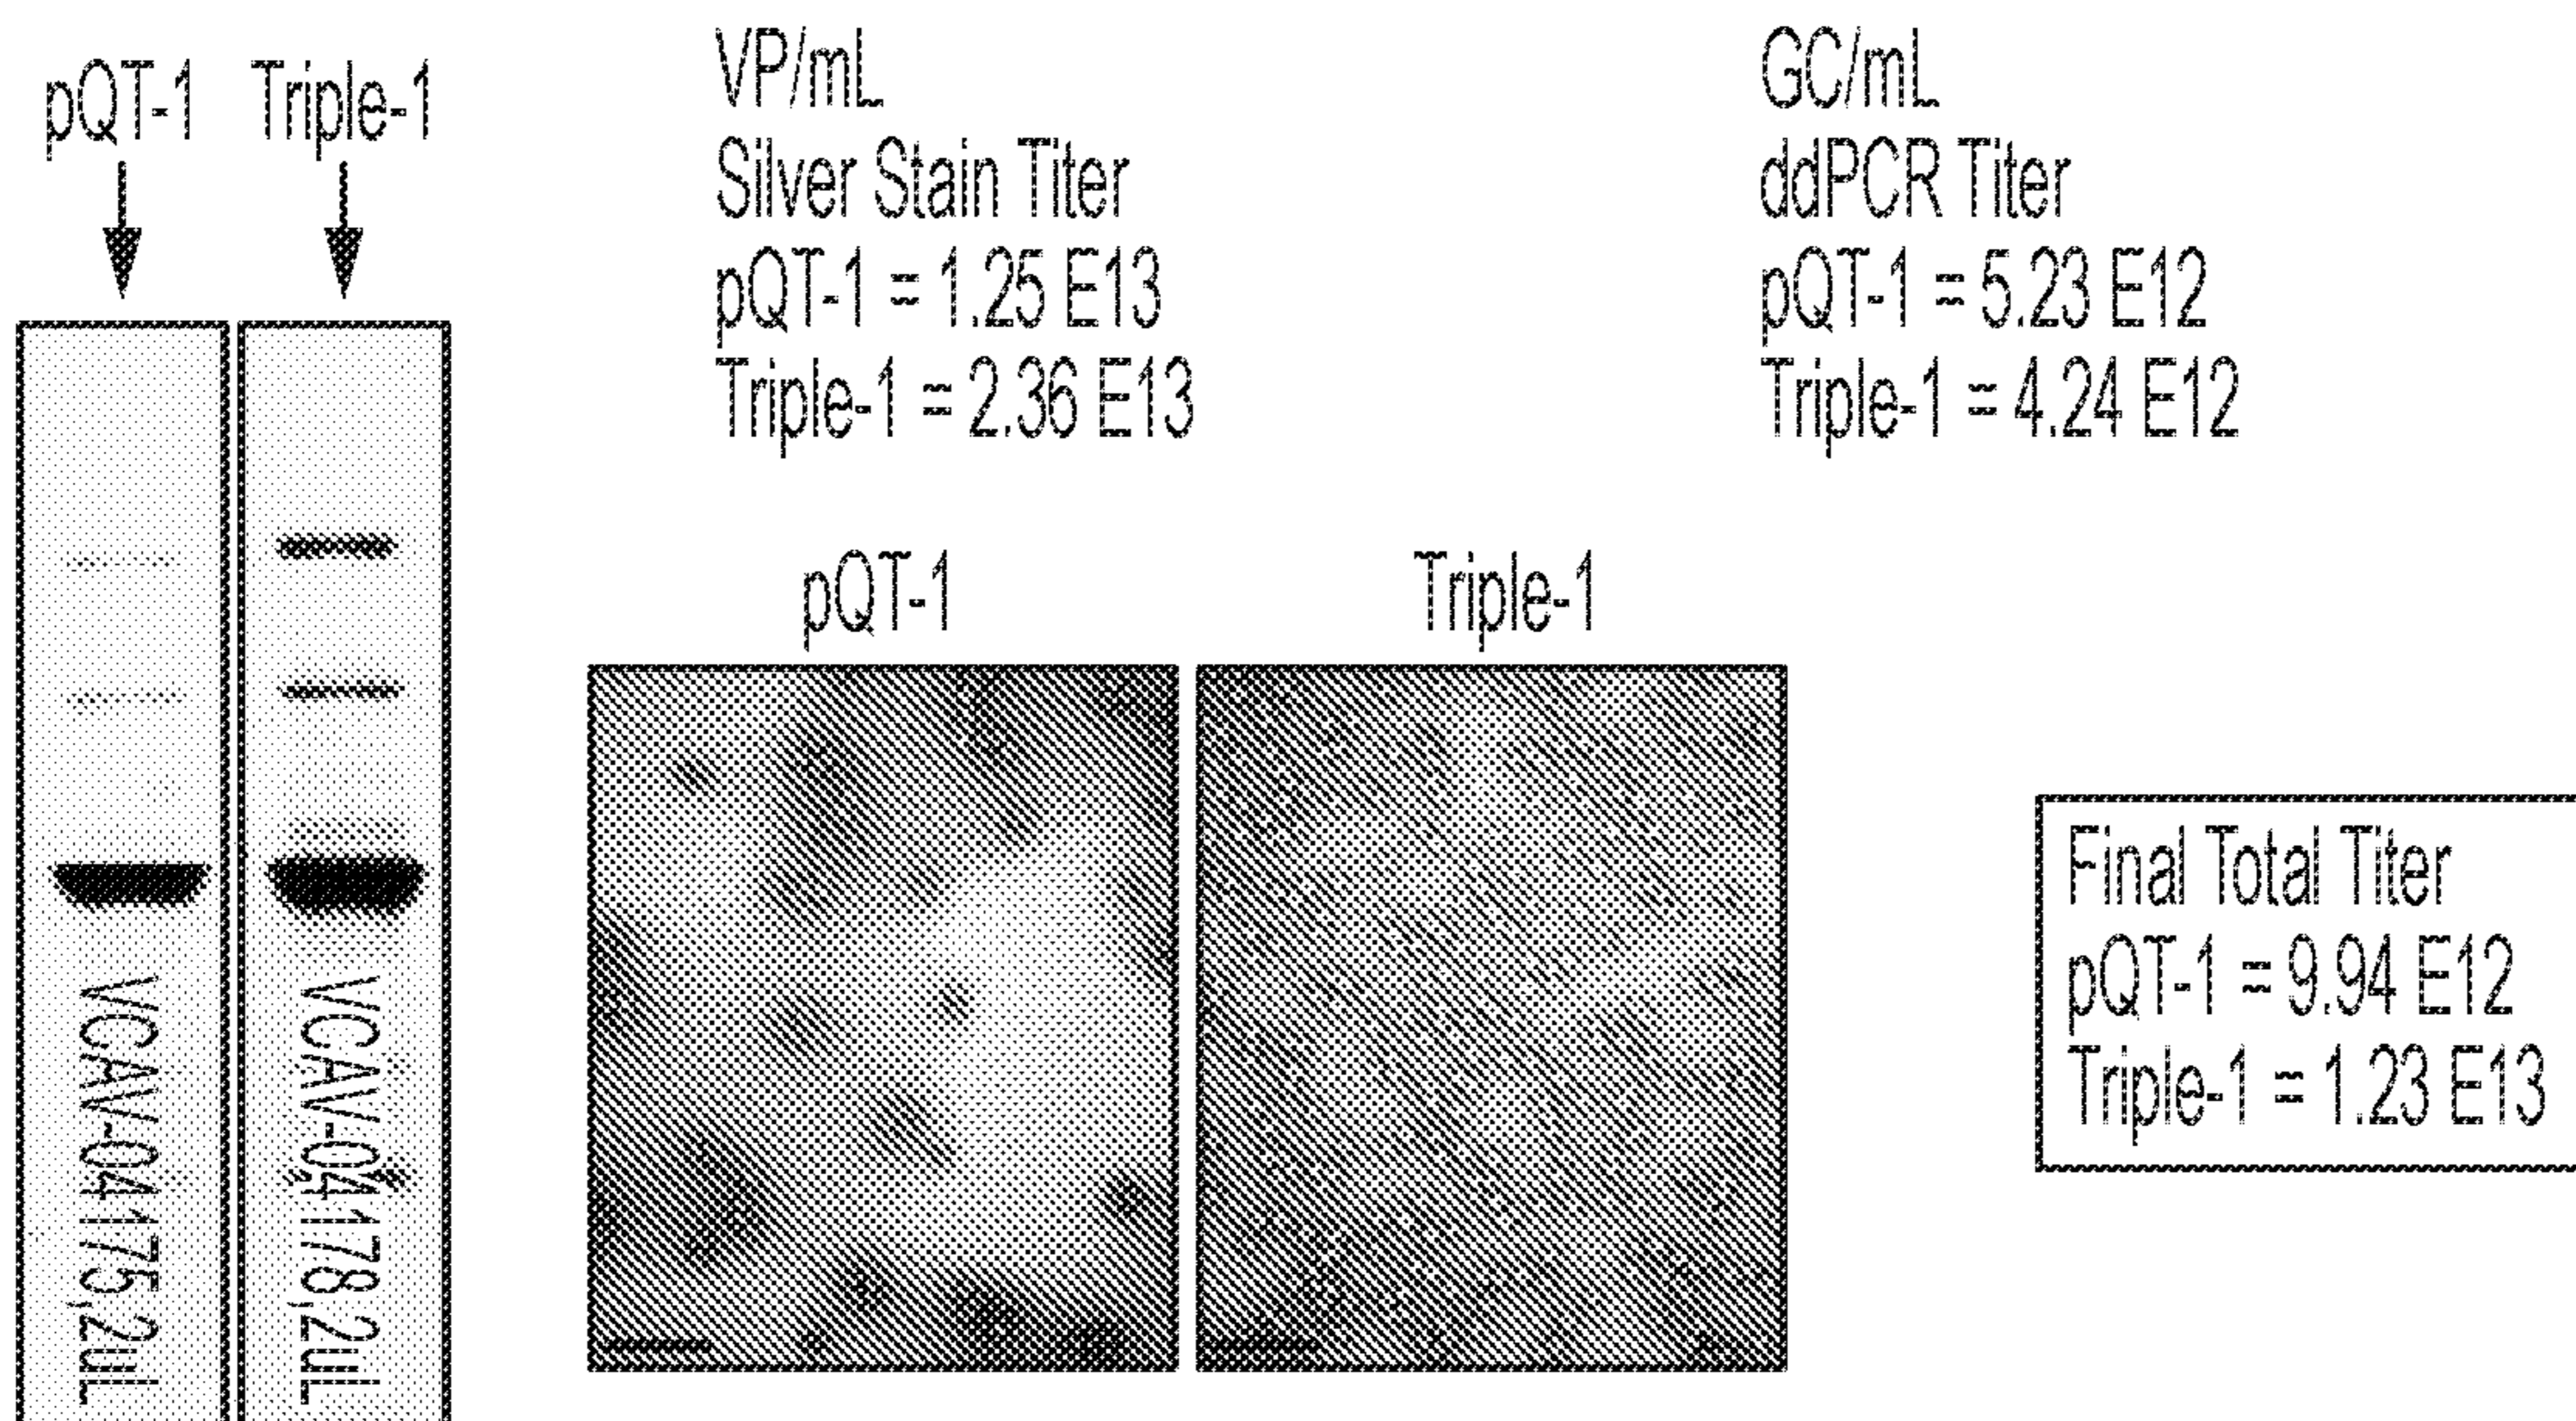 pQT-1 Triple-1
VP/mL
Silver Stain Titer
pQT-1 = 1.25 E13
Triple-1 = 2.36 E13
GC/mL
ddPCR Titer
pQT-1 = 5.23 E12
Triple-1 = 4.24 E12
pQT-1 Triple-1
VCAV-04175,2uL
VCAV-04178,2uL
Final Total Titer
pQT-1 = 9.94 E12
Triple-1 = 1.23 E13